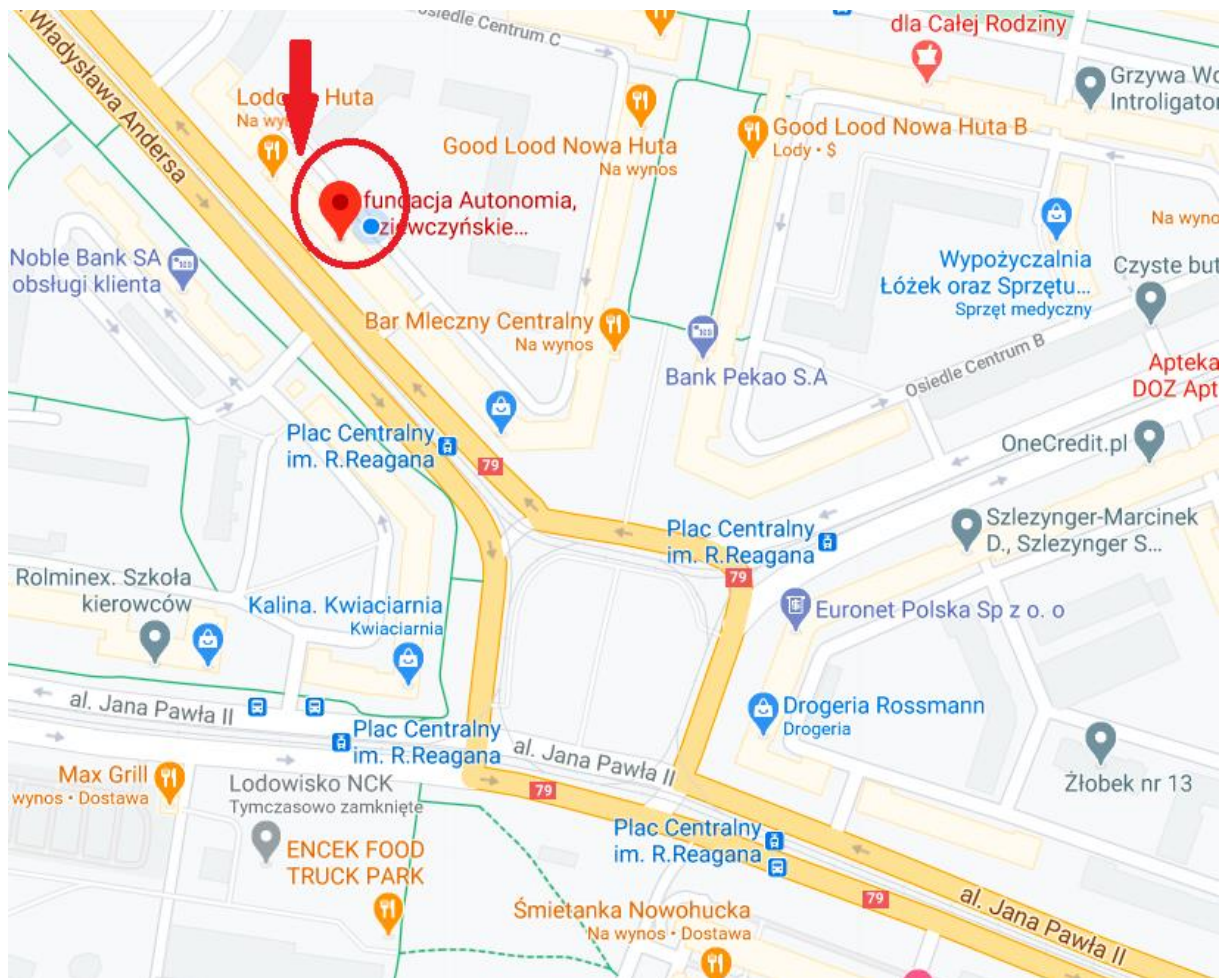 Osiedle Centrum C
dla Całej Rodziny
Władysława Andersa
Grzywa
Introligator
Huta
Na
Good Lood Nowa Huta
Na wynos
Good Lood Nowa Huta B
Lody • $
fundacja Autonomia,
Noble Bank SA
obsługi klienta
Wypożyczalnia
Łóżek oraz Sprzętu...
Sprzęt medyczny
Na
Czyste
Bar Mleczny Centralny
Na wynos
Bank Pekao S.A
Osiedle Centrum B
Apteka
DOZ
Plac Centralny
im. R.Reagana
79
OneCredit.pl
Plac Centralny
im. R.Reagana
79
Szlezynger-Marcinek
D., Szlezynger S...
Rolminex. Szkoła
kierowców
Kalina. Kwiaciarnia
Kwiaciarnia
Euronet Polska Sp z o. o
al. Jana Pawła II
Plac Centralny
im. R.Reagana
al. Jana Pawła II
Drogeria Rossmann
Drogeria
Max Grill
wynos • Dostawa
Lodowisko NCK
Tymczasowo zamknięte
79
Żłobek nr 13
ENCEK FOOD
TRUCK PARK
Plac Centralny
im. R.Reagana
79
al. Jana Pawła II
Śmietanka Nowohucka
Na wynos • Dostawa